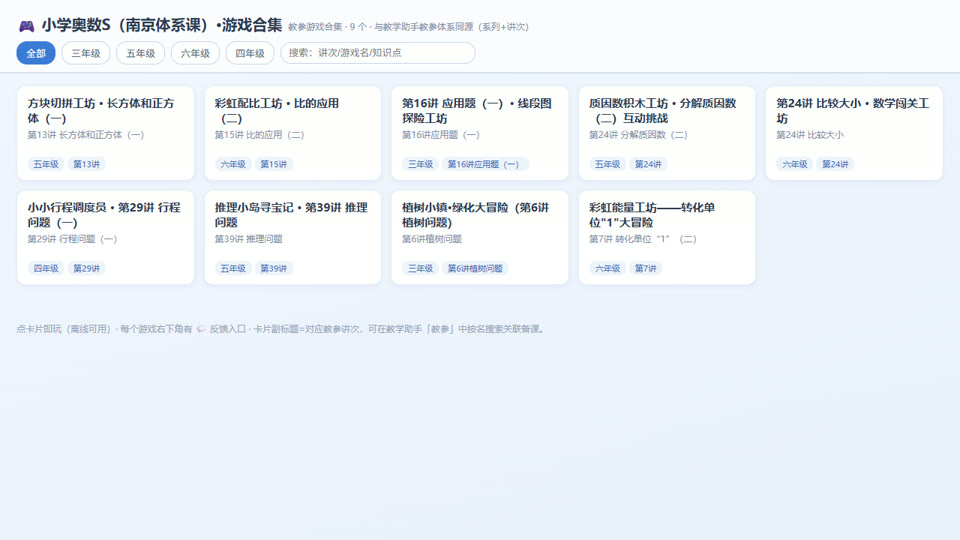 🎮 小学奥数S（南京体系课）·游戏合集 教参游戏合集 · 9 个 · 与教学助手教参体系同源（系列+讲次）
全部 三年级 五年级 六年级 四年级 搜索：讲次/游戏名/知识点
方块切拼工坊·长方体和正方体（一）
第13讲 长方体和正方体（一）
五年级 第13讲
彩虹配比工坊·比的应用（二）
第15讲 比的应用（二）
六年级 第15讲
第16讲 应用题（一）·线段图探险工坊
第16讲应用题（一）
三年级 第16讲应用题（一）
质因数积木工坊·分解质因数（二）互动挑战
第24讲 分解质因数（二）
五年级 第24讲
第24讲 比较大小·数学闯关工坊
第24讲 比较大小
六年级 第24讲
小小行程调度员·第29讲 行程问题（一）
第29讲 行程问题（一）
四年级 第29讲
推理小岛寻宝记·第39讲 推理问题
第39讲 推理问题
五年级 第39讲
植树小镇·绿化大冒险（第6讲 植树问题)
第6讲植树问题
三年级 第6讲植树问题
彩虹能量工坊——转化单位"1"大冒险
第7讲 转化单位“1”（二）
六年级 第7讲
点卡片即玩（离线可用）· 每个游戏右下角有 💬 反馈入口 · 卡片副标题=对应教参讲次，可在教学助手「教参」中按名搜索关联备课。